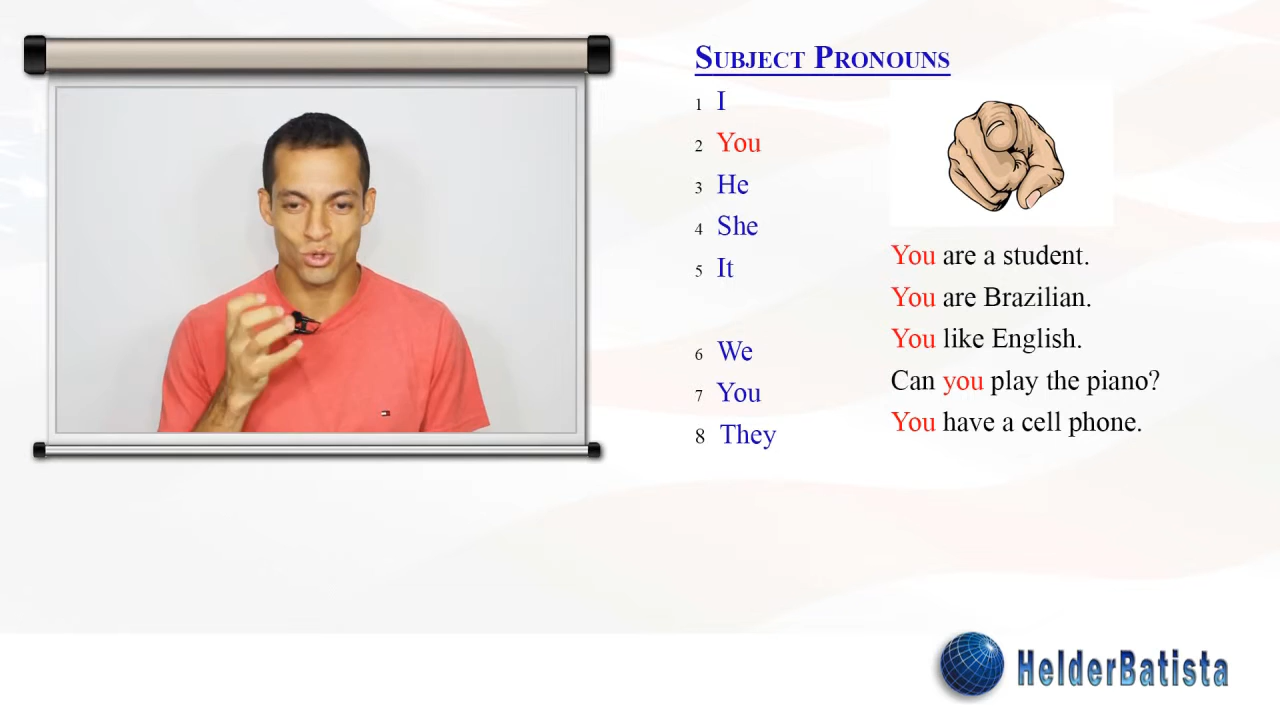 SUBJECT PRONOUNS
1 I
2 You
3 He
4 She
5 It
6 We
7 You
8 They
You are a student.
You are Brazilian.
You like English.
Can you play the piano?
You have a cell phone.
HelderBatista